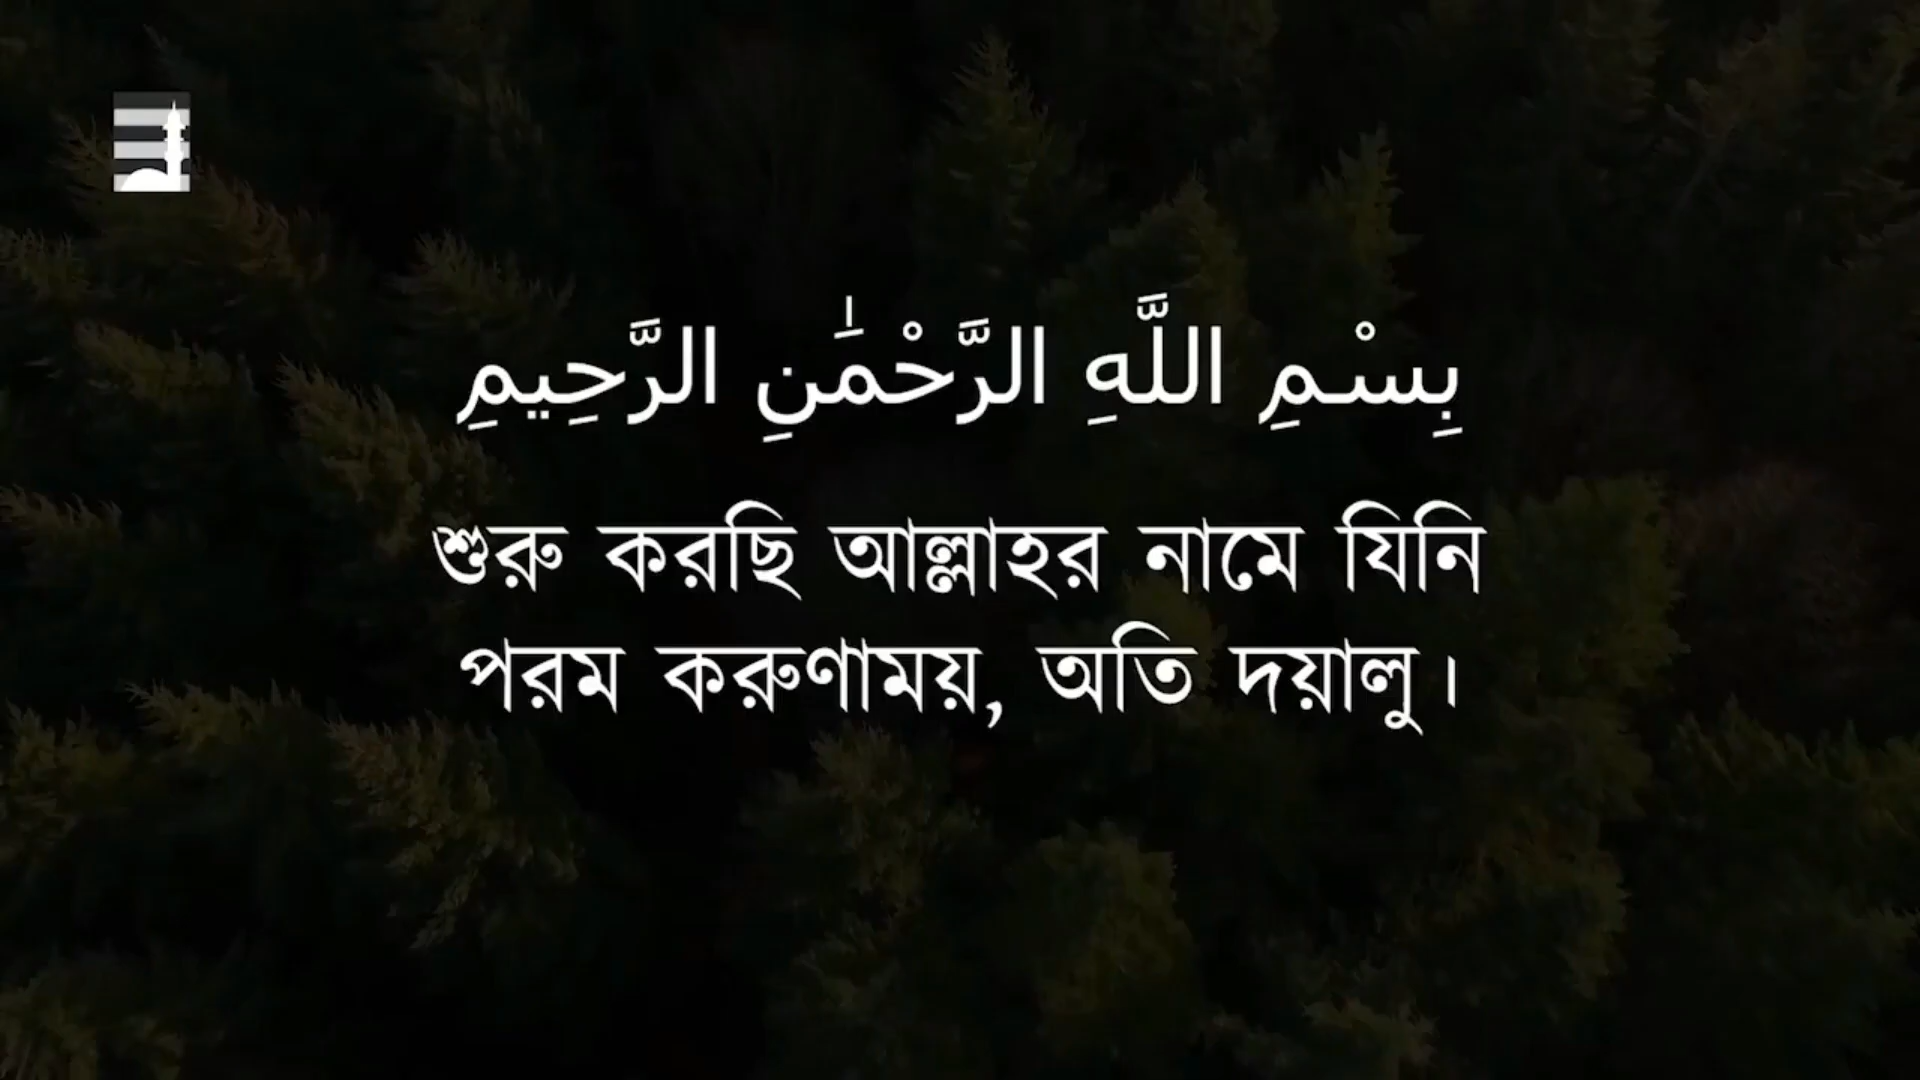 بِسْمِ اللَّهِ الرَّحْمَٰنِ الرَّحِيمِ
শুরু করছি আল্লাহর নামে যিনি
পরম করুণাময়, অতি দয়ালু।